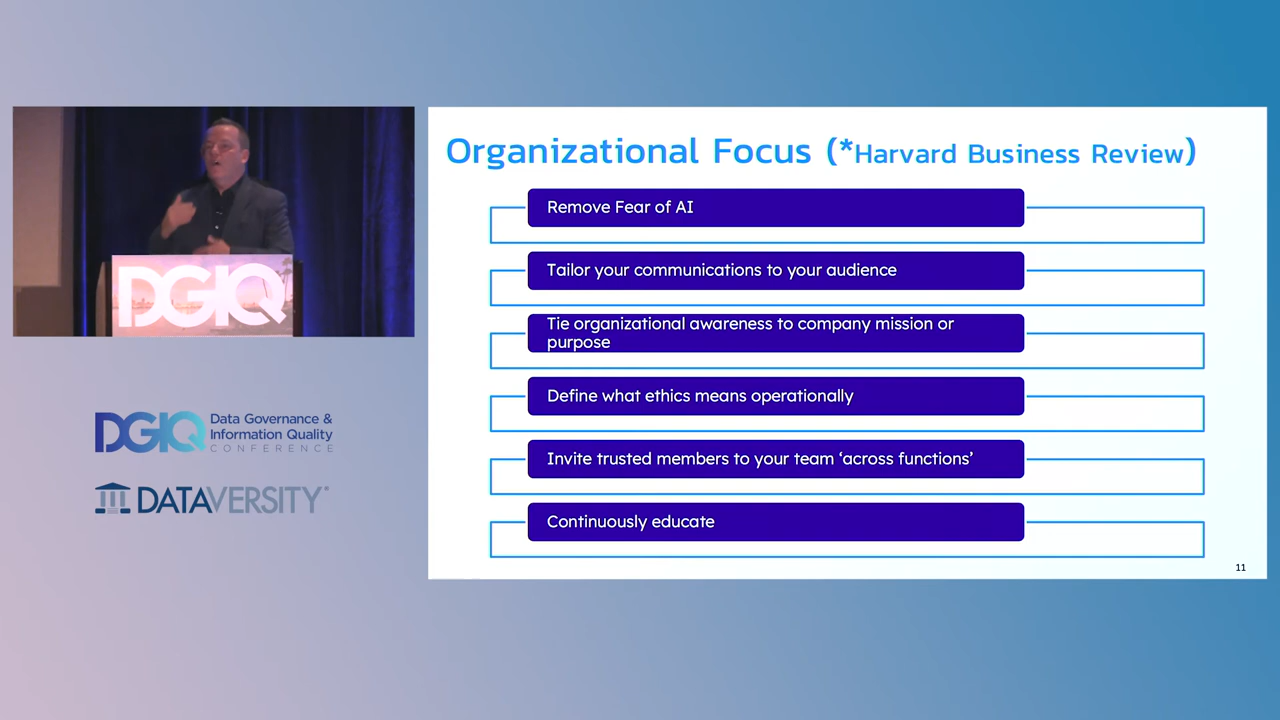 DGIQ
DGIQ
Data Governance &
Information Quality
CONFERENCE
DATAVERSITY
Organizational Focus (*Harvard Business Review)
Remove Fear of AI
Tailor your communications to your audience
Tie organizational awareness to company mission or
purpose
Define what ethics means operationally
Invite trusted members to your team ‘across functions’
Continuously educate
11